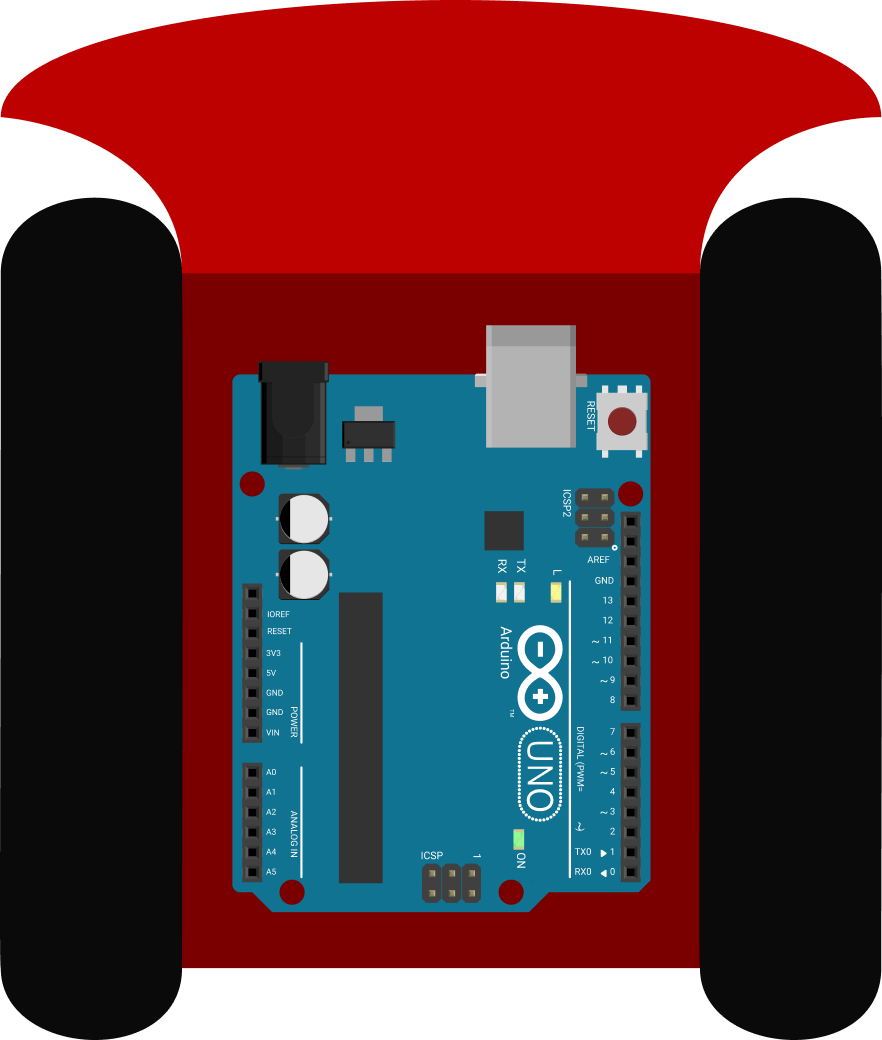 RESET
ICSP2
AREF
GND
13
12
~ 11
~ 10
~ 9
8
7
~ 6
~ 5
4
~ 3
2
TX0 ▶ 1
RX0 ◀ 0
DIGITAL (PWM= ~)
RX
TX
L
Arduino
™
UNO
ON
IOREF
RESET
3V3
5V
GND
GND
VIN
POWER
A0
A1
A2
A3
A4
A5
ANALOG IN
ICSP
1